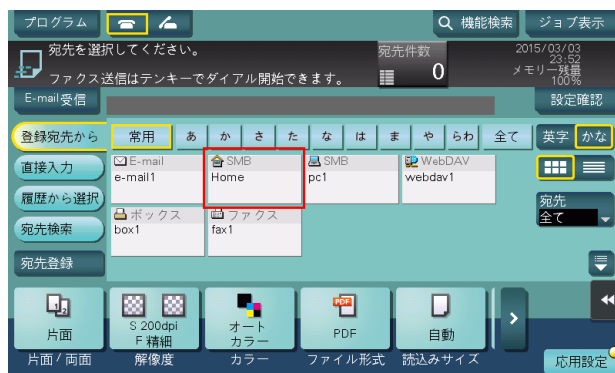 プログラム
機能検索
ジョブ表示
宛先を選択してください。
ファクス送信はテンキーでダイアル開始できます。
宛先件数
0
2015/03/03
23:52
メモリー残量
100%
E-mail受信
設定確認
登録宛先から
常用 あ か さ た な は ま や らわ 全て
英字 かな
直接入力
履歴から選択
宛先検索
宛先登録
E-mail
e-mail1
SMB
Home
SMB
pc1
WebDAV
webdav1
ボックス
box1
ファクス
fax1
宛先
全て
片面
片面 / 両面
S 200dpi
F 精細
解像度
オート
カラー
カラー
PDF
PDF
ファイル形式
自動
読込みサイズ
応用設定